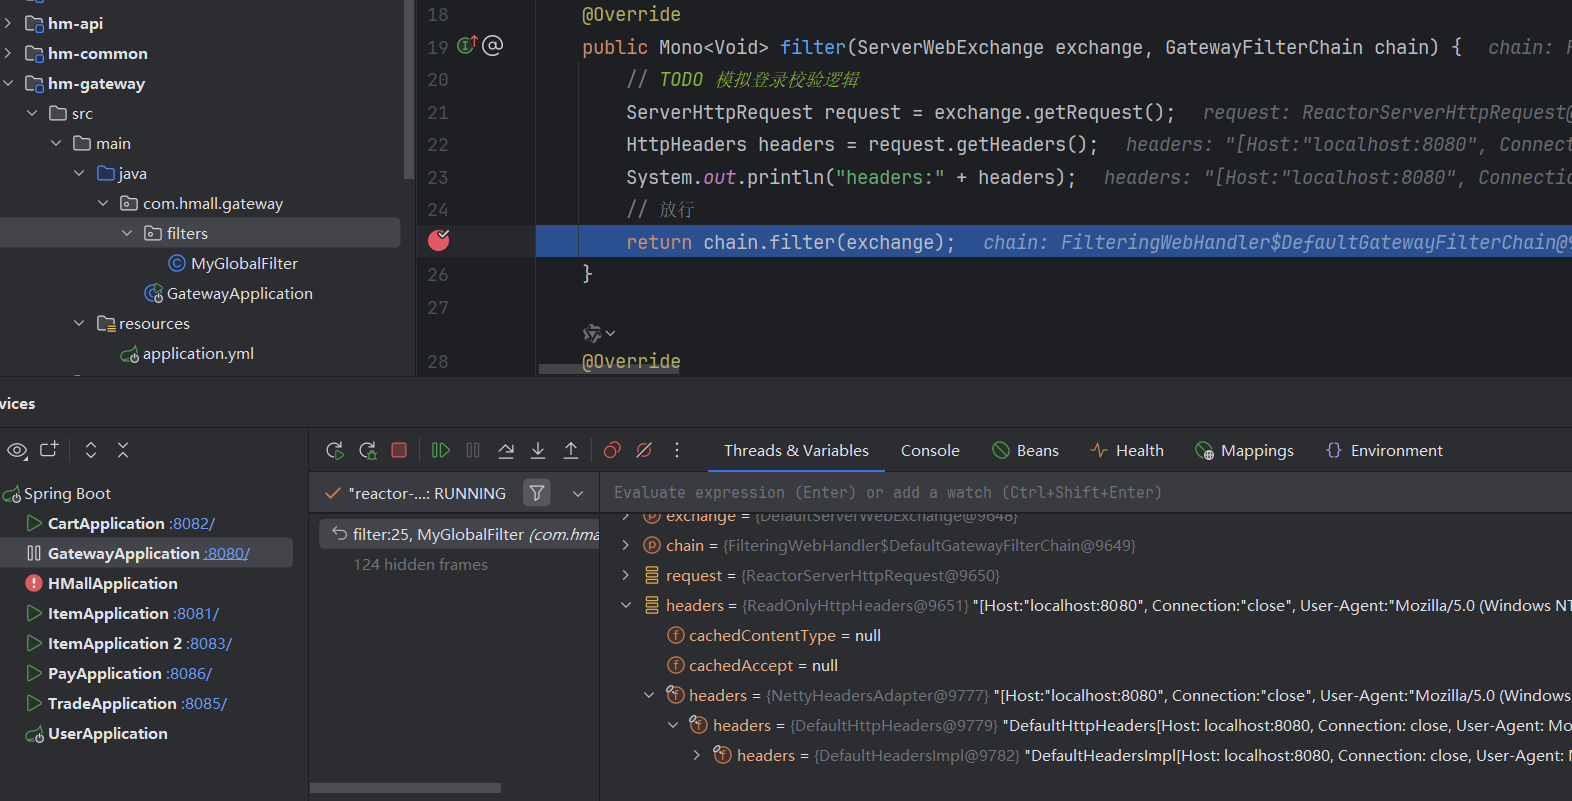 hm-api
hm-common
hm-gateway
src
main
java
com.hmall.gateway
filters
MyGlobalFilter
GatewayApplication
resources
application.yml
18 @Override
19 public Mono<Void> filter(ServerWebExchange exchange, GatewayFilterChain chain) { chain: F
20 // TODO 模拟登录校验逻辑
21 ServerHttpRequest request = exchange.getRequest(); request: ReactorServerHttpRequest@
22 HttpHeaders headers = request.getHeaders(); headers: "[Host:"localhost:8080", Connect
23 System.out.println("headers:" + headers); headers: "[Host:"localhost:8080", Connectio
24 // 放行
return chain.filter(exchange); chain: FilteringWebHandler$DefaultGatewayFilterChain@9
26 }
27
28 @Override
vices
Threads & Variables Console Beans Health Mappings Environment
Spring Boot
CartApplication :8082/
GatewayApplication :8080/
HMallApplication
ItemApplication :8081/
ItemApplication 2 :8083/
PayApplication :8086/
TradeApplication :8085/
UserApplication
"reactor-...: RUNNING
filter:25, MyGlobalFilter (com.hma
124 hidden frames
Evaluate expression (Enter) or add a watch (Ctrl+Shift+Enter)
exchange = {DefaultServerWebExchange@9648}
chain = {FilteringWebHandler$DefaultGatewayFilterChain@9649}
request = {ReactorServerHttpRequest@9650}
headers = {ReadOnlyHttpHeaders@9651} "[Host:"localhost:8080", Connection:"close", User-Agent:"Mozilla/5.0 (Windows NT
cachedContentType = null
cachedAccept = null
headers = {NettyHeadersAdapter@9777} "[Host:"localhost:8080", Connection:"close", User-Agent:"Mozilla/5.0 (Windows
headers = {DefaultHttpHeaders@9779} "DefaultHttpHeaders[Host: localhost:8080, Connection: close, User-Agent: Mo
headers = {DefaultHeadersImpl@9782} "DefaultHeadersImpl[Host: localhost:8080, Connection: close, User-Agent: M